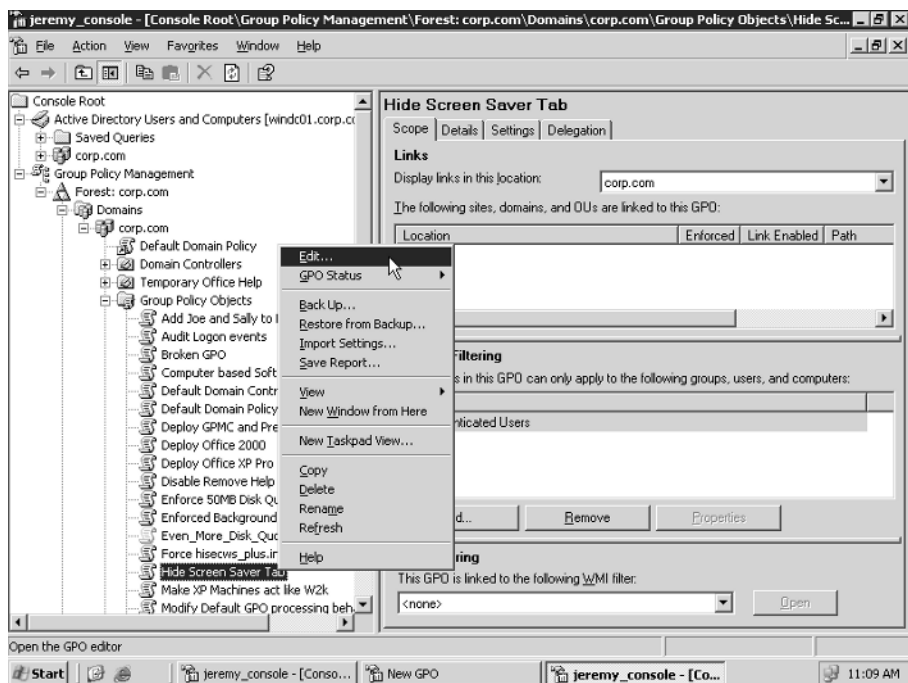 jeremy_console - [Console Root\Group Policy Management\Forest: corp.com\Domains\corp.com\Group Policy Objects\Hide Sc...
File Action View Favorites Window Help
Console Root
Active Directory Users and Computers [windc01.corp.co
Saved Queries
corp.com
Group Policy Management
Forest: corp.com
Domains
corp.com
Default Domain Policy
Domain Controllers
Temporary Office Help
Group Policy Objects
Add Joe and Sally to
Audit Logon events
Broken GPO
Computer based Soft
Default Domain Contr
Default Domain Policy
Deploy GPMC and Pre
Deploy Office 2000
Deploy Office XP Pro
Disable Remove Help
Enforce 50MB Disk Qu
Enforced Background
Even_More_Disk_Quo
Force hisecws_plus.in
Hide Screen Saver Tab
Make XP Machines act like W2k
Modify Default GPO processing beh
Edit...
GPO Status
Back Up...
Restore from Backup...
Import Settings...
Save Report...
View
New Window from Here
New Taskpad View...
Copy
Delete
Rename
Refresh
Help
Hide Screen Saver Tab
Scope Details Settings Delegation
Links
Display links in this location: corp.com
The following sites, domains, and OUs are linked to this GPO:
Location Enforced Link Enabled Path
Filtering
s in this GPO can only apply to the following groups, users, and computers:
nticated Users
d... Remove Properties
ring
This GPO is linked to the following WMI filter:
<none> Open
Open the GPO editor
Start jeremy_console - [Conso... New GPO jeremy_console - [Co... 11:09 AM